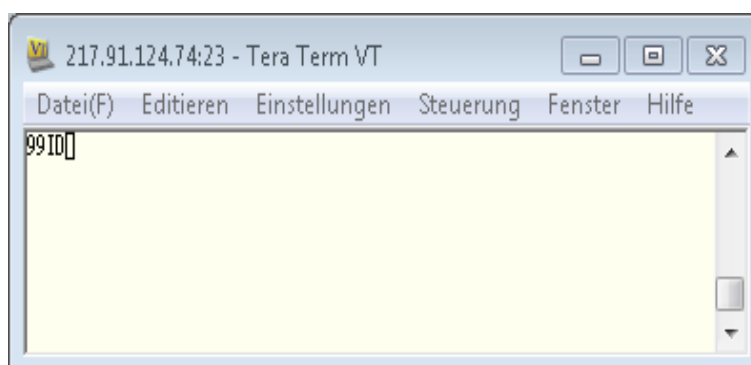 217.91.124.74:23 - Tera Term VT
Datei(F) Editieren Einstellungen Steuerung Fenster Hilfe
99ID